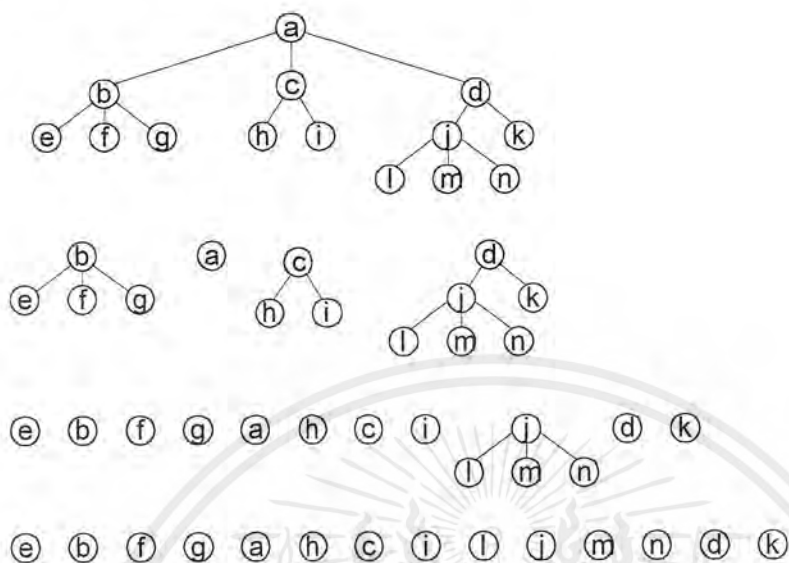 a
b c d
e f g h i j k
l m n
b a c d
e f g h i j k
l m n
e b f g a h c i j d k
l m n
e b f g a h c i l j m n d k